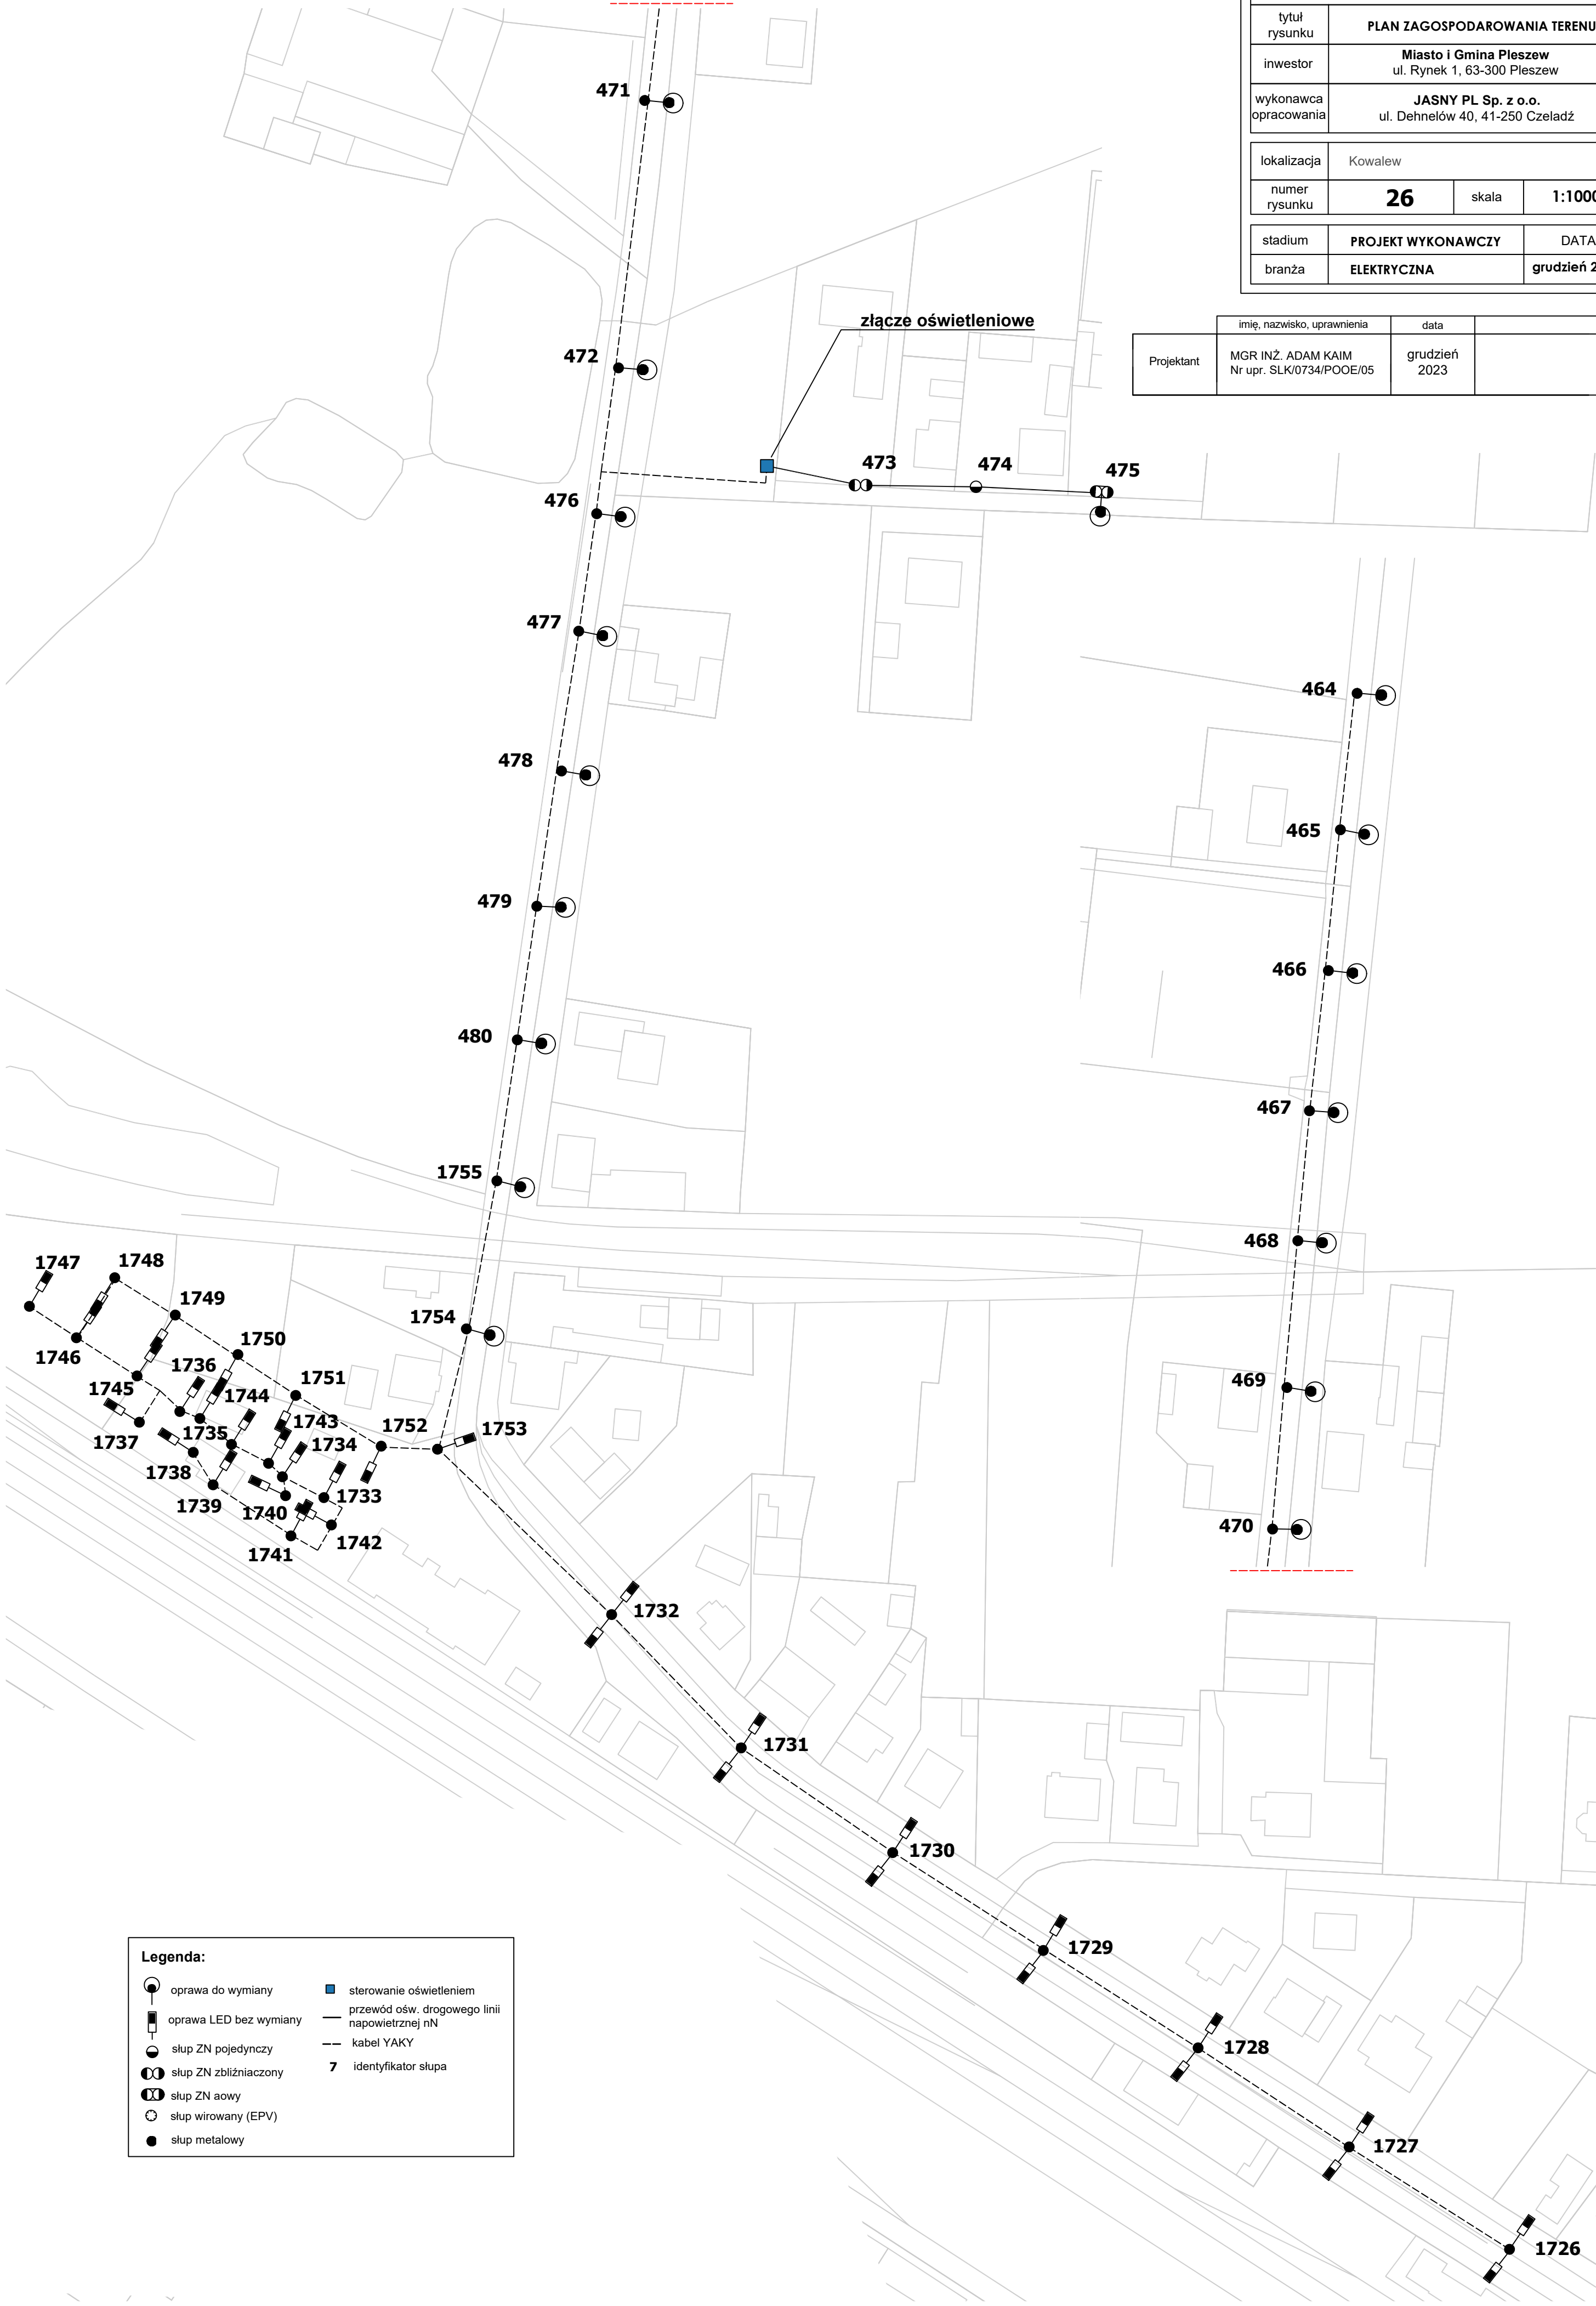 tytuł
rysunku
PLAN ZAGOSPODAROWANIA TERENU
inwestor
Miasto i Gmina Pleszew
ul. Rynek 1, 63-300 Pleszew
wykonawca
opracowania
JASNY PL Sp. z o.o.
ul. Dehnelów 40, 41-250 Czeladź
lokalizacja
Kowalew
numer
rysunku
26
skala
1:1000
stadium
PROJEKT WYKONAWCZY
DATA
branża
ELEKTRYCZNA
grudzień 2
imię, nazwisko, uprawnienia
data
Projektant
MGR INŻ. ADAM KAIM
Nr upr. SLK/0734/POOE/05
grudzień
2023
471
złącze oświetleniowe
472
473
474
475
476
477
464
478
465
479
466
480
467
1755
468
1747
1748
1749
1754
1750
1746
1736
1751
469
1745
1744
1743
1752
1753
1737
1735
1734
1738
1733
1739
1740
1742
1741
470
1732
1731
1730
1729
1728
1727
1726
Legenda:
oprawa do wymiany
oprawa LED bez wymiany
słup ZN pojedynczy
słup ZN zbliźniaczony
słup ZN aowy
słup wirowany (EPV)
słup metalowy
sterowanie oświetleniem
przewód ośw. drogowego linii
napowietrznej nN
kabel YAKY
7 identyfikator słupa